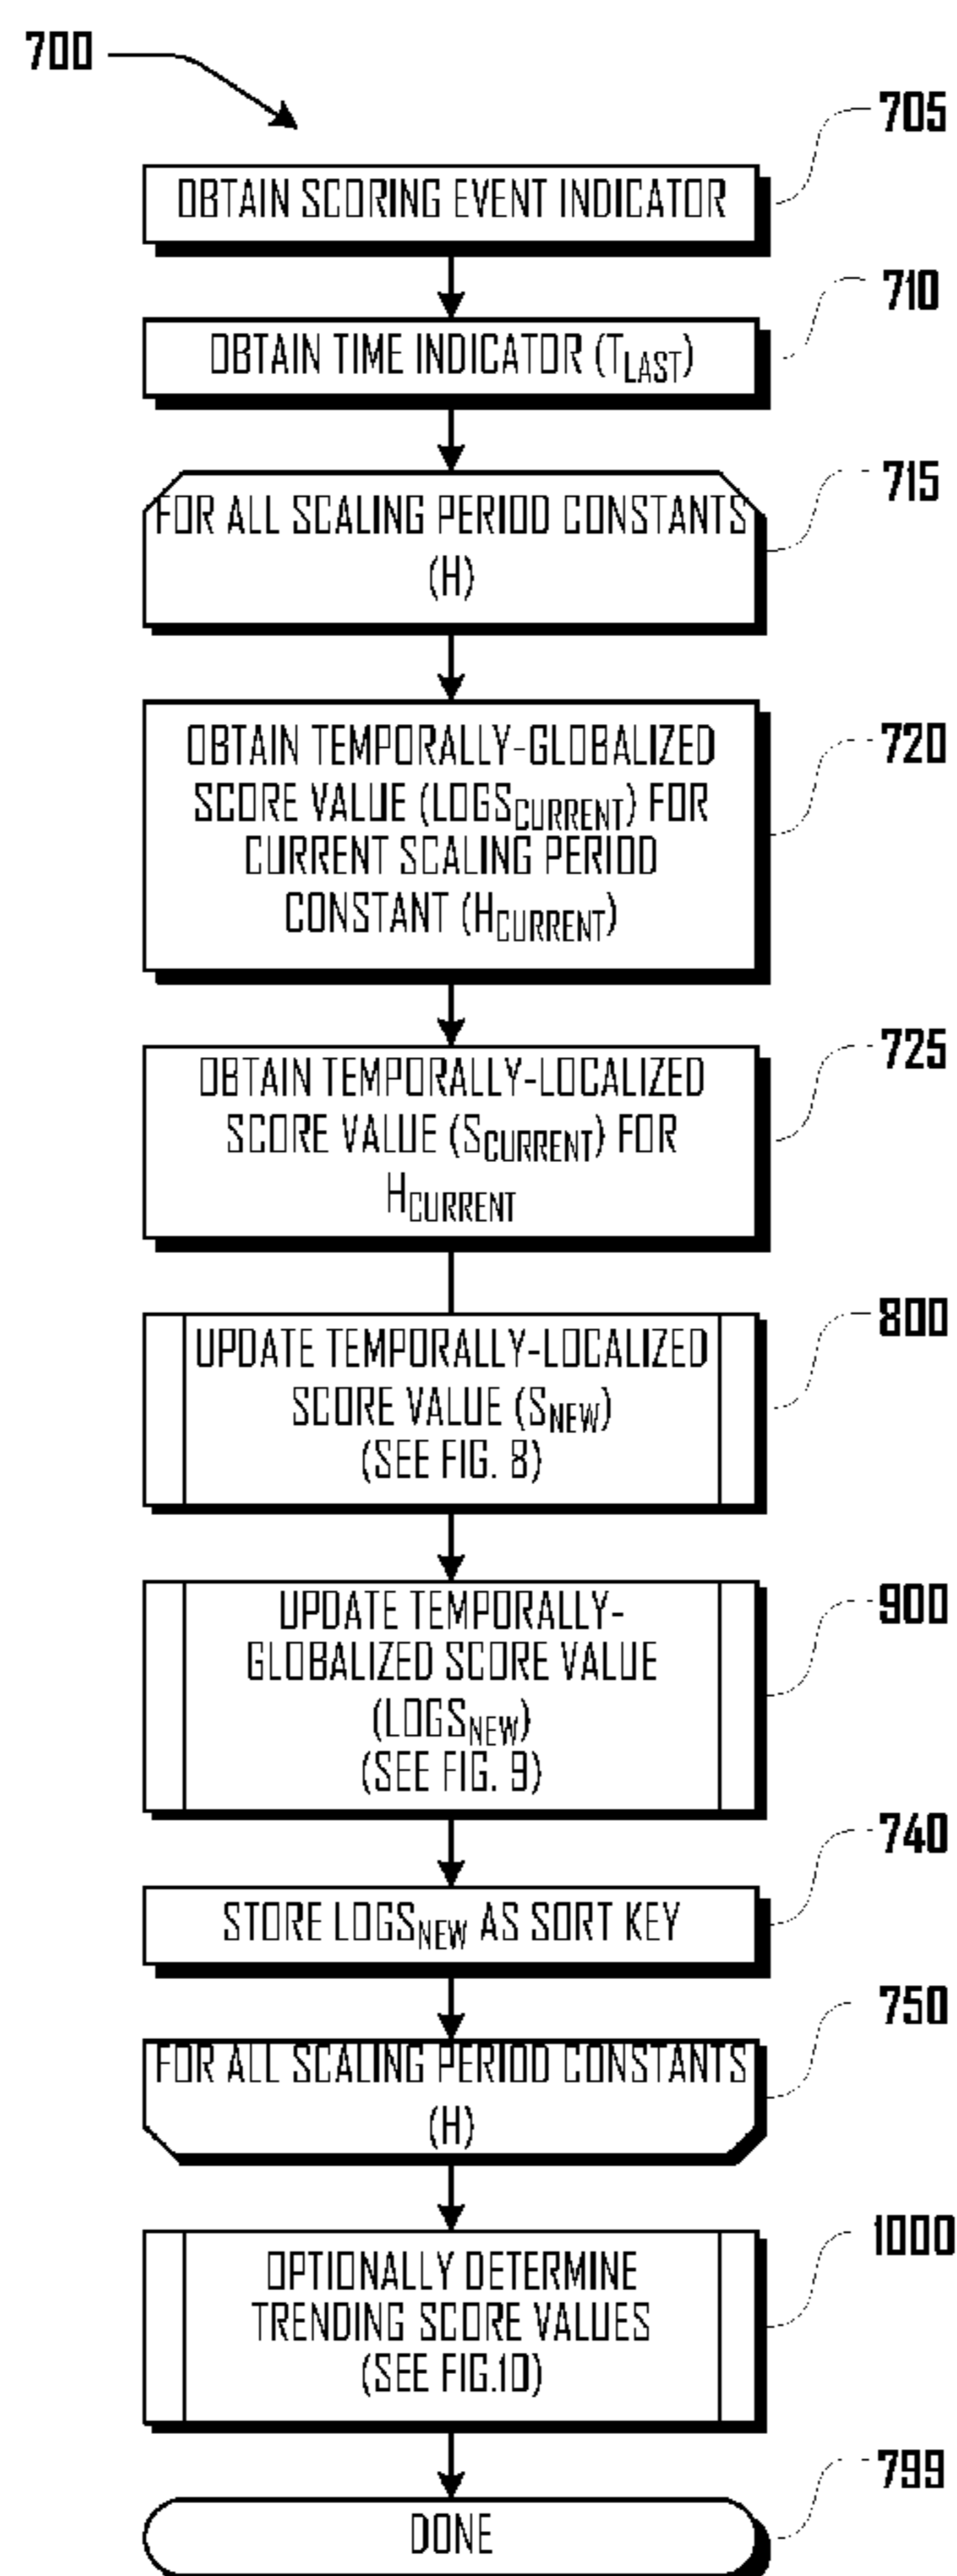 700
705
OBTAIN SCORING EVENT INDICATOR
710
OBTAIN TIME INDICATOR (TLAST)
715
FOR ALL SCALING PERIOD CONSTANTS
(H)
720
OBTAIN TEMPORALLY-GLOBALIZED
SCORE VALUE (LOGSCURRENT) FOR
CURRENT SCALING PERIOD
CONSTANT (HCURRENT)
725
OBTAIN TEMPORALLY-LOCALIZED
SCORE VALUE (SCURRENT) FOR
HCURRENT
800
UPDATE TEMPORALLY-LOCALIZED
SCORE VALUE (SNEW)
(SEE FIG. 8)
900
UPDATE TEMPORALLY-
GLOBALIZED SCORE VALUE
(LOGSNEW)
(SEE FIG. 9)
740
STORE LOGSNEW AS SORT KEY
750
FOR ALL SCALING PERIOD CONSTANTS
(H)
1000
OPTIONALLY DETERMINE
TRENDING SCORE VALUES
(SEE FIG.10)
799
DONE